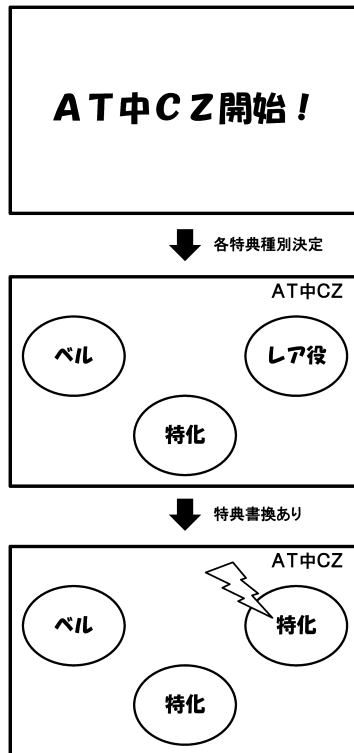 AT中CZ開始！
各特典種別決定
AT中CZ
ベル
レア役
特化
特典書換あり
AT中CZ
ベル
特化
特化